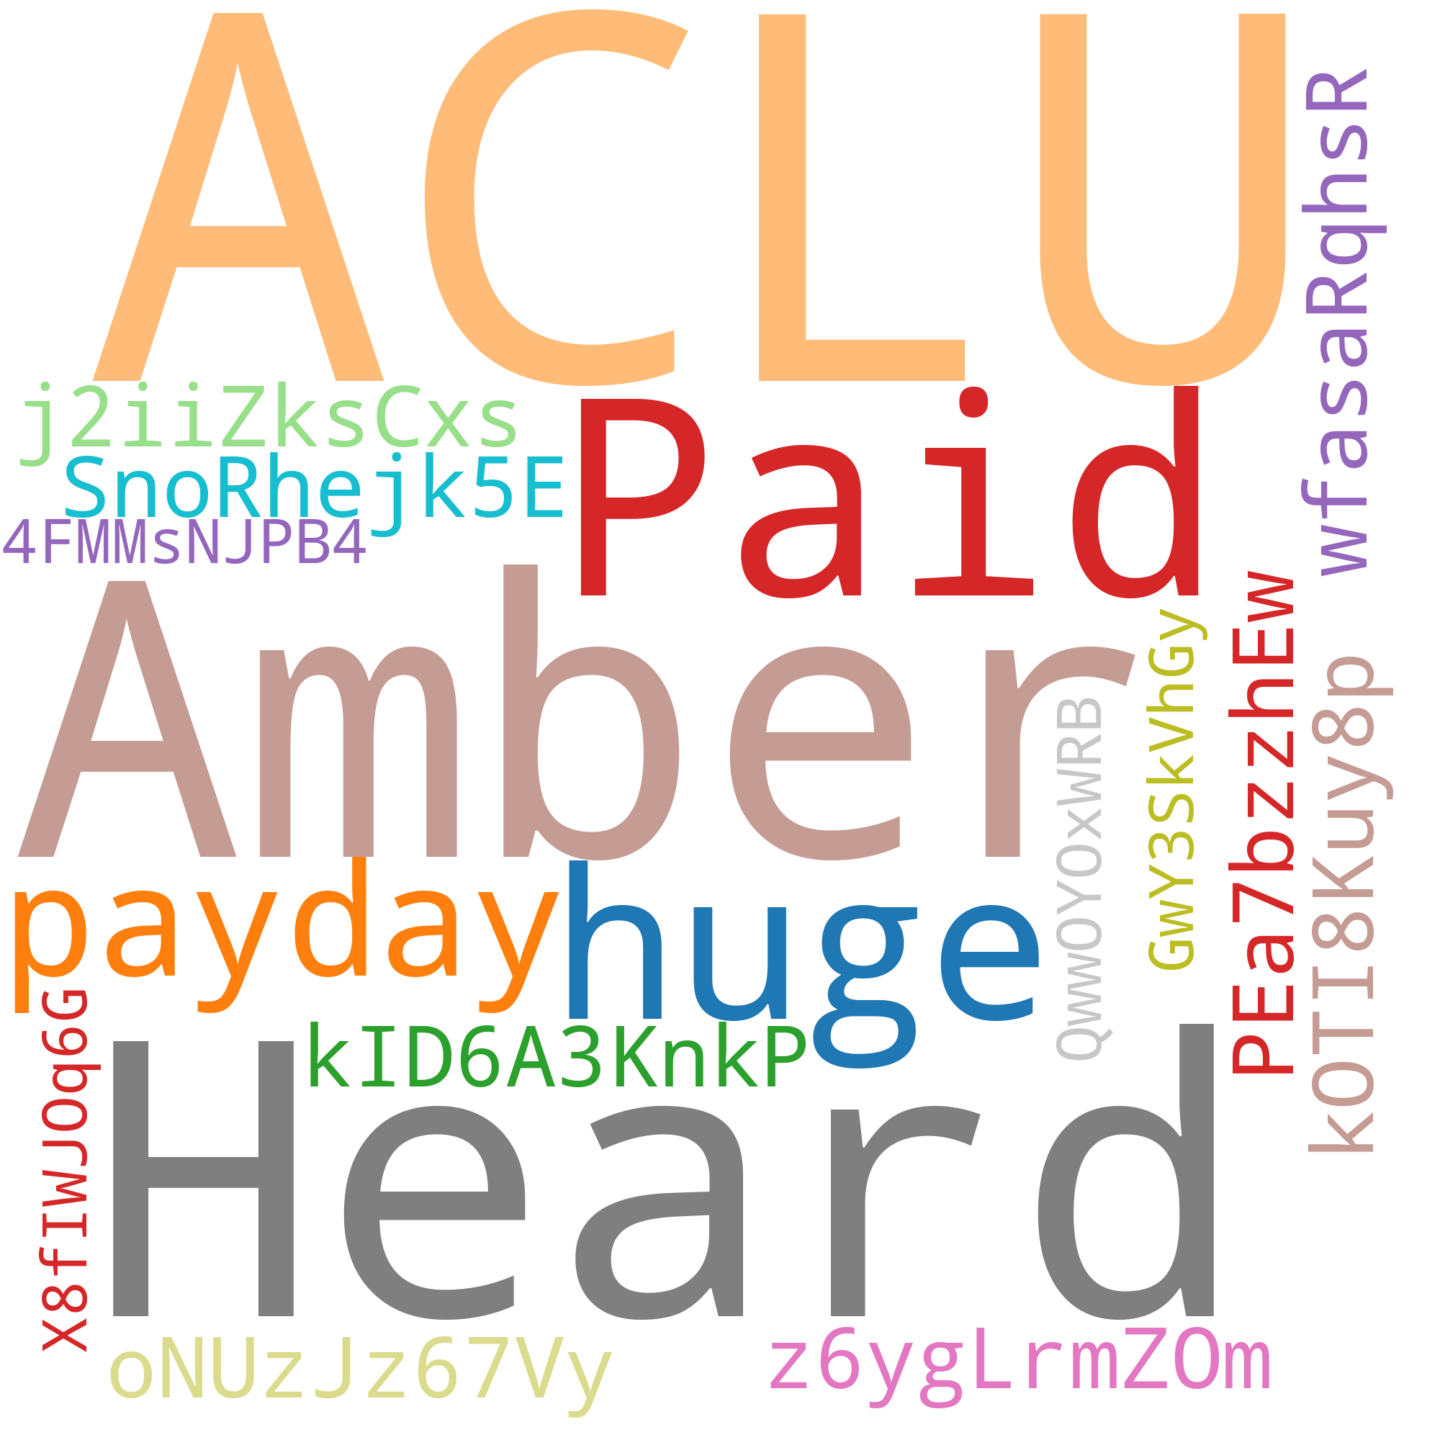 ACLU
wfasaRqhsR
j2iiZksCxs
Paid
SnoRhejk5E
4FMMsNJPB4
Amber
PEa7bzzhEw
GwY3SkVhGy
kOTI8Kuy8p
QwwOYOxWRB
payday
huge
X8fIWJOq6G
kID6A3KnkP
Heard
oNUzJz67Vy
z6ygLrmZOm